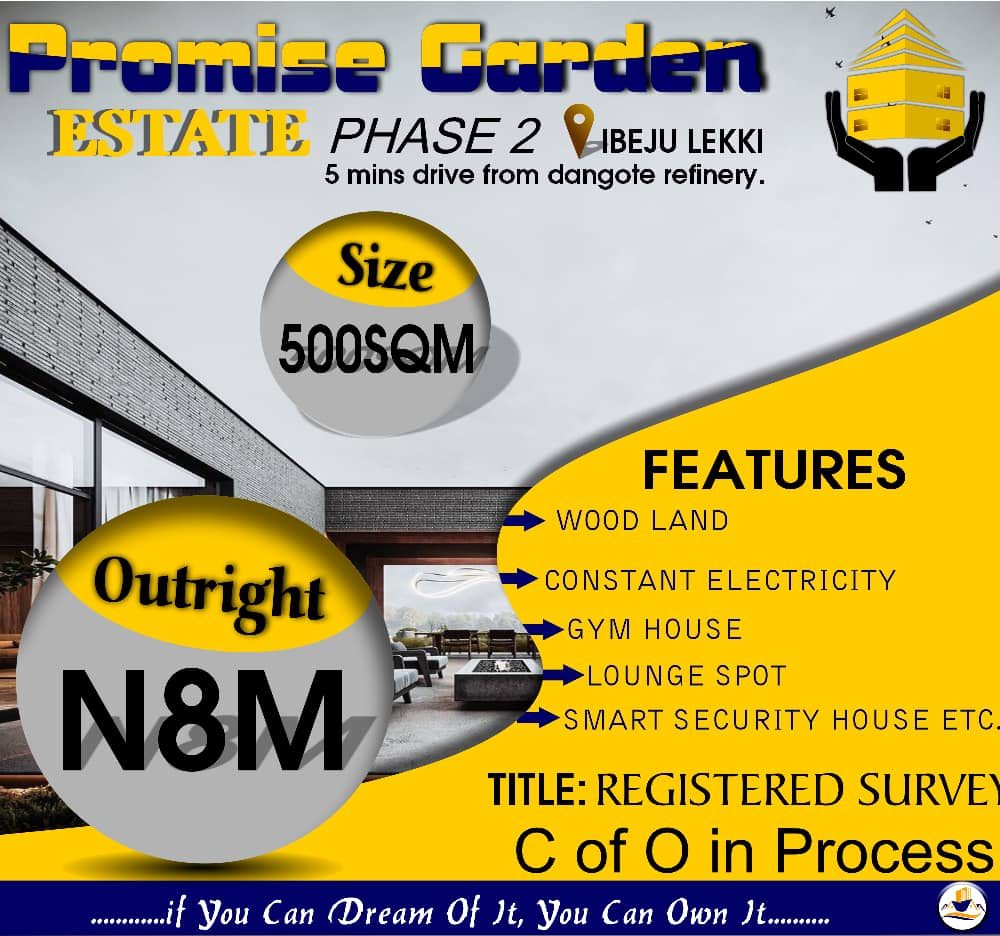 Promise Garden
ESTATE PHASE 2 IBEJU LEKKI
5 mins drive from dangote refinery.
Size
500SQM
FEATURES
WOOD LAND
CONSTANT ELECTRICITY
GYM HOUSE
LOUNGE SPOT
SMART SECURITY HOUSE ETC.
Outright
N8M
TITLE: REGISTERED SURVEY
C of O in Process
............if You Can Dream Of It, You Can Own It..........